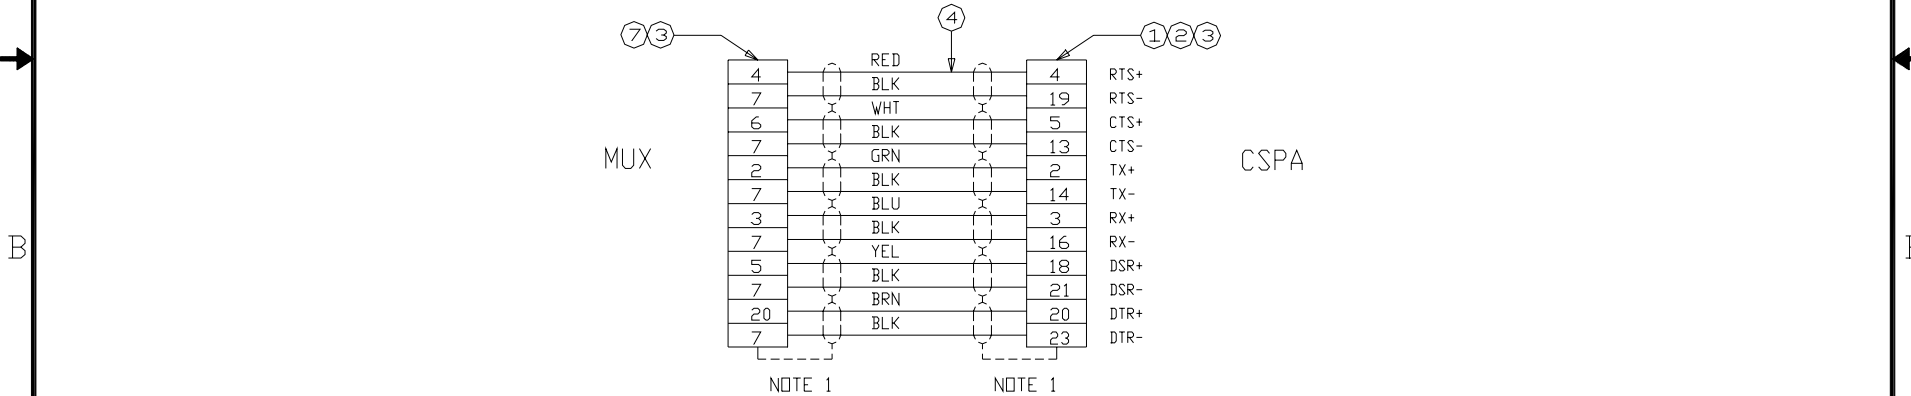 4
7 3
1 2 3
RED
4 4 RTS+
BLK
7 19 RTS-
WHT
6 5 CTS+
BLK
7 13 CTS-
MUX
GRN
CSPA
2 2 TX+
BLK
7 14 TX-
BLU
3 3 RX+
BLK
7 16 RX-
B
YEL
5 18 DSR+
BLK
7 21 DSR-
BRN
20 20 DTR+
BLK
7 23 DTR-
NOTE 1 NOTE 1